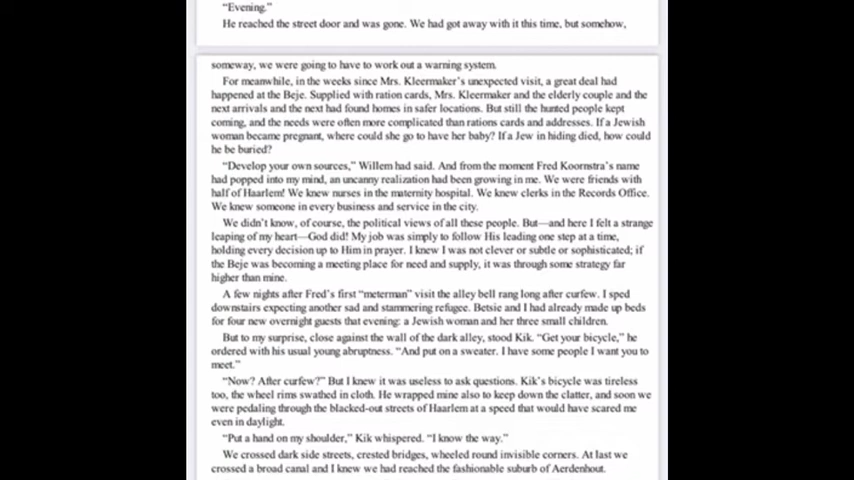 “Evening.”
He reached the street door and was gone. We had got away with it this time, but somehow,
someway, we were going to have to work out a warning system.
For meanwhile, in the weeks since Mrs. Kleermaker’s unexpected visit, a great deal had
happened at the Beje. Supplied with ration cards, Mrs. Kleermaker and the elderly couple and the
next arrivals and the next had found homes in safer locations. But still the hunted people kept
coming, and the needs were often more complicated than rations cards and addresses. If a Jewish
woman became pregnant, where could she go to have her baby? If a Jew in hiding died, how could
he be buried?
“Develop your own sources,” Willem had said. And from the moment Fred Koornstra’s name
had popped into my mind, an uncanny realization had been growing in me. We were friends with
half of Haarlem! We knew nurses in the maternity hospital. We knew clerks in the Records Office.
We knew someone in every business and service in the city.
We didn’t know, of course, the political views of all these people. But—and here I felt a strange
leaping of my heart—God did! My job was simply to follow His leading one step at a time,
holding every decision up to Him in prayer. I knew I was not clever or subtle or sophisticated; if
the Beje was becoming a meeting place for need and supply, it was through some strategy far
higher than mine.
A few nights after Fred’s first “meterman” visit the alley bell rang long after curfew. I sped
downstairs expecting another sad and stammering refugee. Betsie and I had already made up beds
for four new overnight guests that evening: a Jewish woman and her three small children.
But to my surprise, close against the wall of the dark alley, stood Kik. “Get your bicycle,” he
ordered with his usual young abruptness. “And put on a sweater. I have some people I want you to
meet.”
“Now? After curfew?” But I knew it was useless to ask questions. Kik’s bicycle was tireless
too, the wheel rims swathed in cloth. He wrapped mine also to keep down the clatter, and soon we
were pedaling through the blacked-out streets of Haarlem at a speed that would have scared me
even in daylight.
“Put a hand on my shoulder,” Kik whispered. “I know the way.”
We crossed dark side streets, crested bridges, wheeled round invisible corners. At last we
crossed a broad canal and I knew we had reached the fashionable suburb of Aerdenhout.